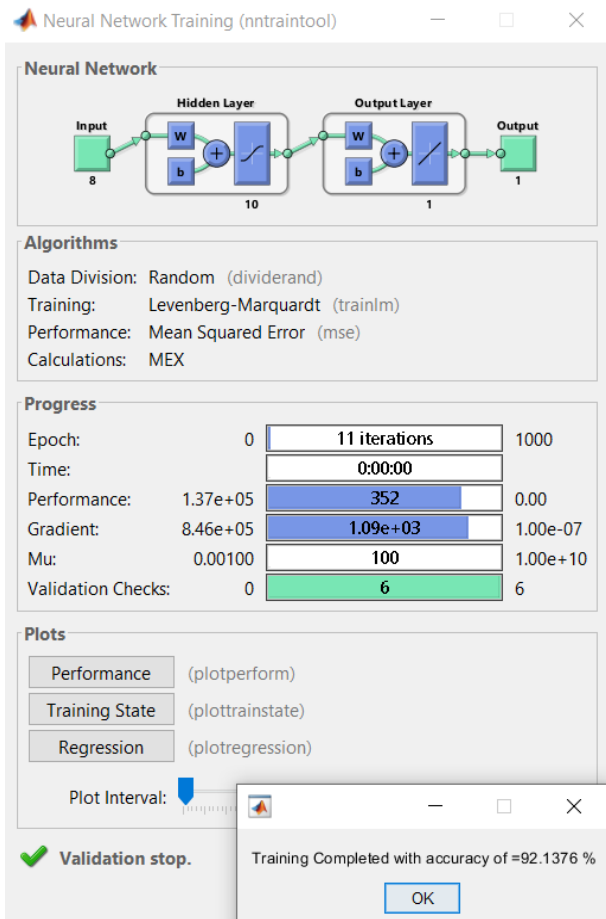 Neural Network Training (nntraintool)
Neural Network
Hidden Layer
Output Layer
Input
Output
W
W
b
b
8
10
1
1
Algorithms
Data Division: Random (dividerand)
Training: Levenberg-Marquardt (trainlm)
Performance: Mean Squared Error (mse)
Calculations: MEX
Progress
Epoch: 0 11 iterations 1000
Time: 0:00:00
Performance: 1.37e+05 352 0.00
Gradient: 8.46e+05 1.09e+03 1.00e-07
Mu: 0.00100 100 1.00e+10
Validation Checks: 0 6 6
Plots
Performance (plotperform)
Training State (plottrainstate)
Regression (plotregression)
Plot Interval:
Validation stop.
Training Completed with accuracy of =92.1376 %
OK